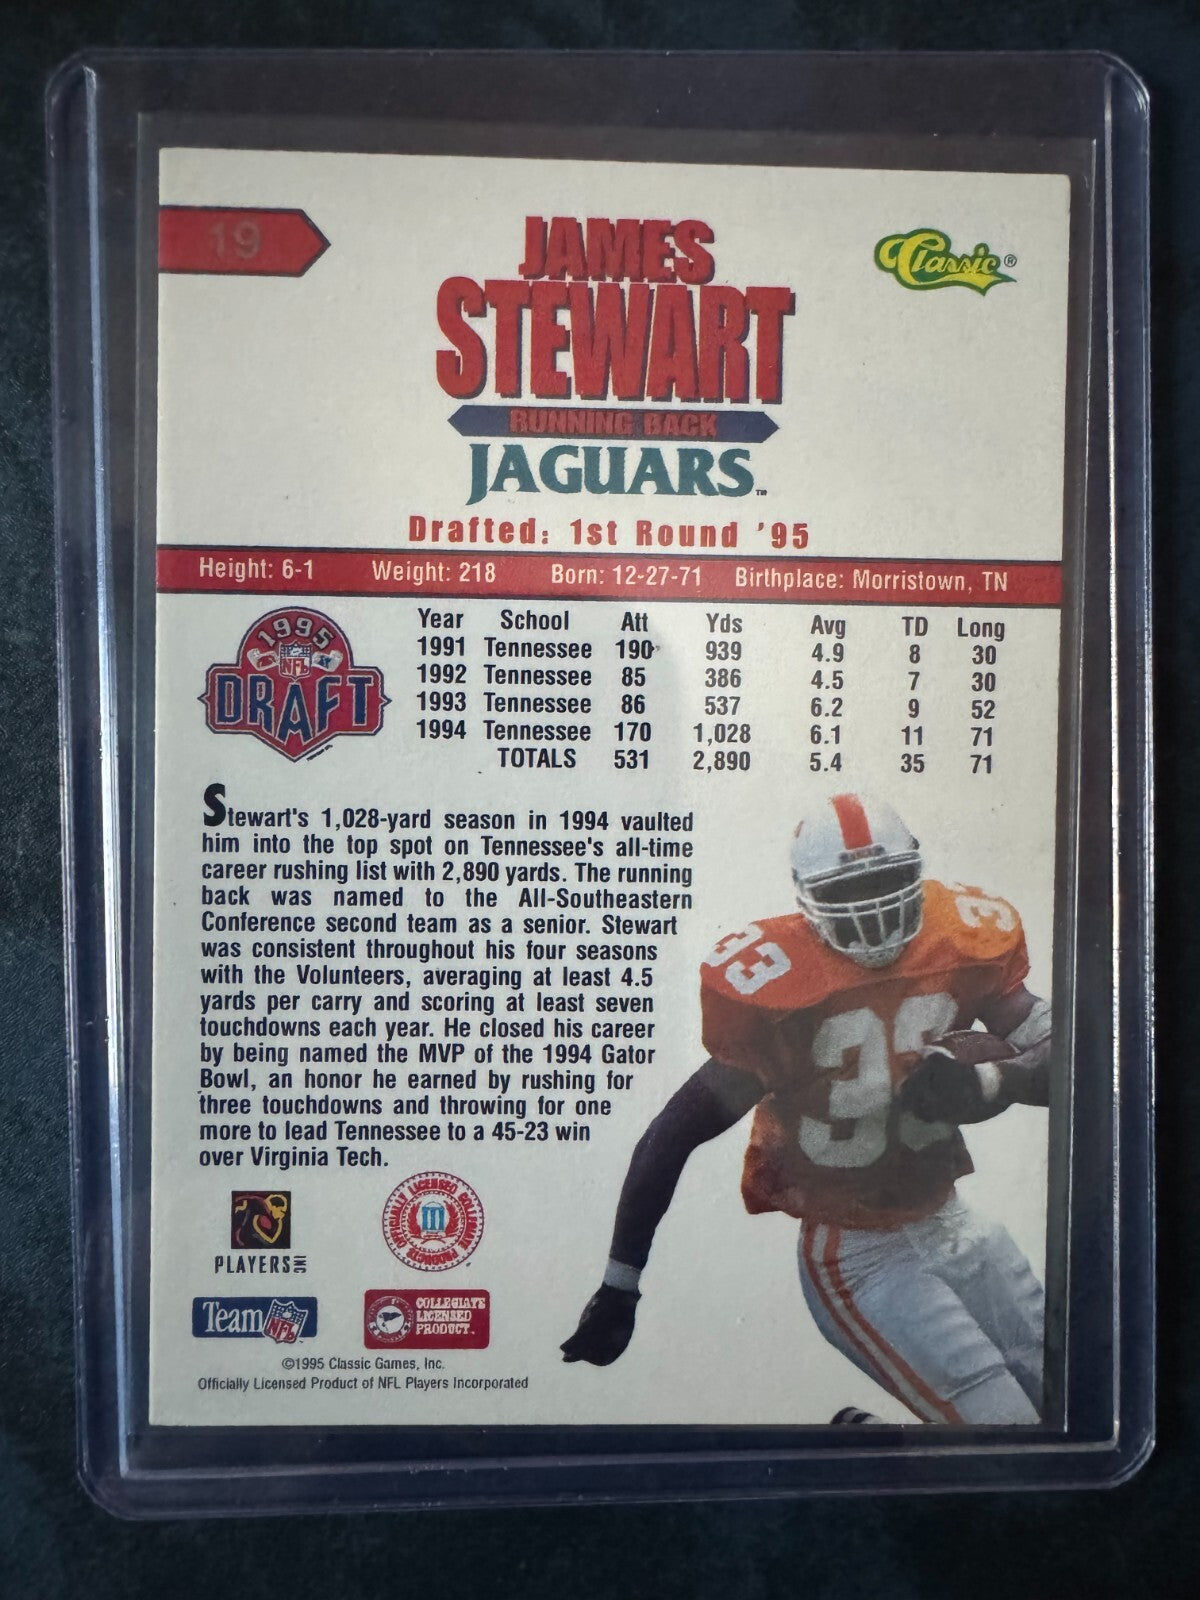 19
JAMES
STEWART
Classic®
RUNNING BACK
JAGUARS™
Drafted: 1st Round '95
Height: 6-1 Weight: 218 Born: 12-27-71 Birthplace: Morristown, TN
1995
NFL
DRAFT
Year School Att Yds Avg TD Long
1991 Tennessee 190 939 4.9 8 30
1992 Tennessee 85 386 4.5 7 30
1993 Tennessee 86 537 6.2 9 52
1994 Tennessee 170 1,028 6.1 11 71
TOTALS 531 2,890 5.4 35 71
Stewart's 1,028-yard season in 1994 vaulted
him into the top spot on Tennessee's all-time
career rushing list with 2,890 yards. The running
back was named to the All-Southeastern
Conference second team as a senior. Stewart
was consistent throughout his four seasons
with the Volunteers, averaging at least 4.5
yards per carry and scoring at least seven
touchdowns each year. He closed his career
by being named the MVP of the 1994 Gator
Bowl, an honor he earned by rushing for
three touchdowns and throwing for one
more to lead Tennessee to a 45-23 win
over Virginia Tech.
33
33
PLAYERS INC
OFFICIALLY LICENSED COLLEGIATE PRODUCTS
Team NFL
COLLEGIATE
LICENSED
PRODUCT
©1995 Classic Games, Inc.
Officially Licensed Product of NFL Players Incorporated